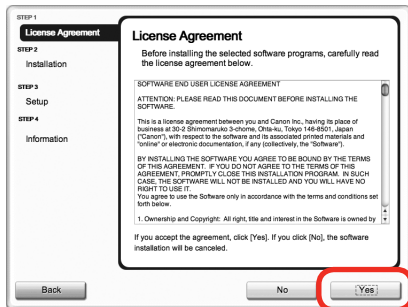 STEP 1
License Agreement
STEP 2
Installation
STEP 3
Setup
STEP 4
Information
License Agreement
Before installing the selected software programs, carefully read
the license agreement below.
SOFTWARE END USER LICENSE AGREEMENT
ATTENTION: PLEASE READ THIS DOCUMENT BEFORE INSTALLING THE
SOFTWARE.
This is a license agreement between you and Canon Inc., having its place of
business at 30-2 Shimomaruko 3-chome, Ohta-ku, Tokyo 146-8501, Japan
("Canon"), with respect to the software and its associated printed materials and
"online" or electronic documentation, if any (collectively, the "Software").
BY INSTALLING THE SOFTWARE YOU AGREE TO BE BOUND BY THE TERMS
OF THIS AGREEMENT. IF YOU DO NOT AGREE TO THE TERMS OF THIS
AGREEMENT, PROMPTLY CLOSE THIS INSTALLATION PROGRAM. IN SUCH
CASE, THE SOFTWARE WILL NOT BE INSTALLED AND YOU WILL HAVE NO
RIGHT TO USE IT.
You agree to use the Software only in accordance with the terms and conditions set
forth below.
1. Ownership and Copyright: All right, title and interest in the Software is owned by
If you accept the agreement, click [Yes]. If you click [No], the software
installation will be canceled.
Back
No
Yes